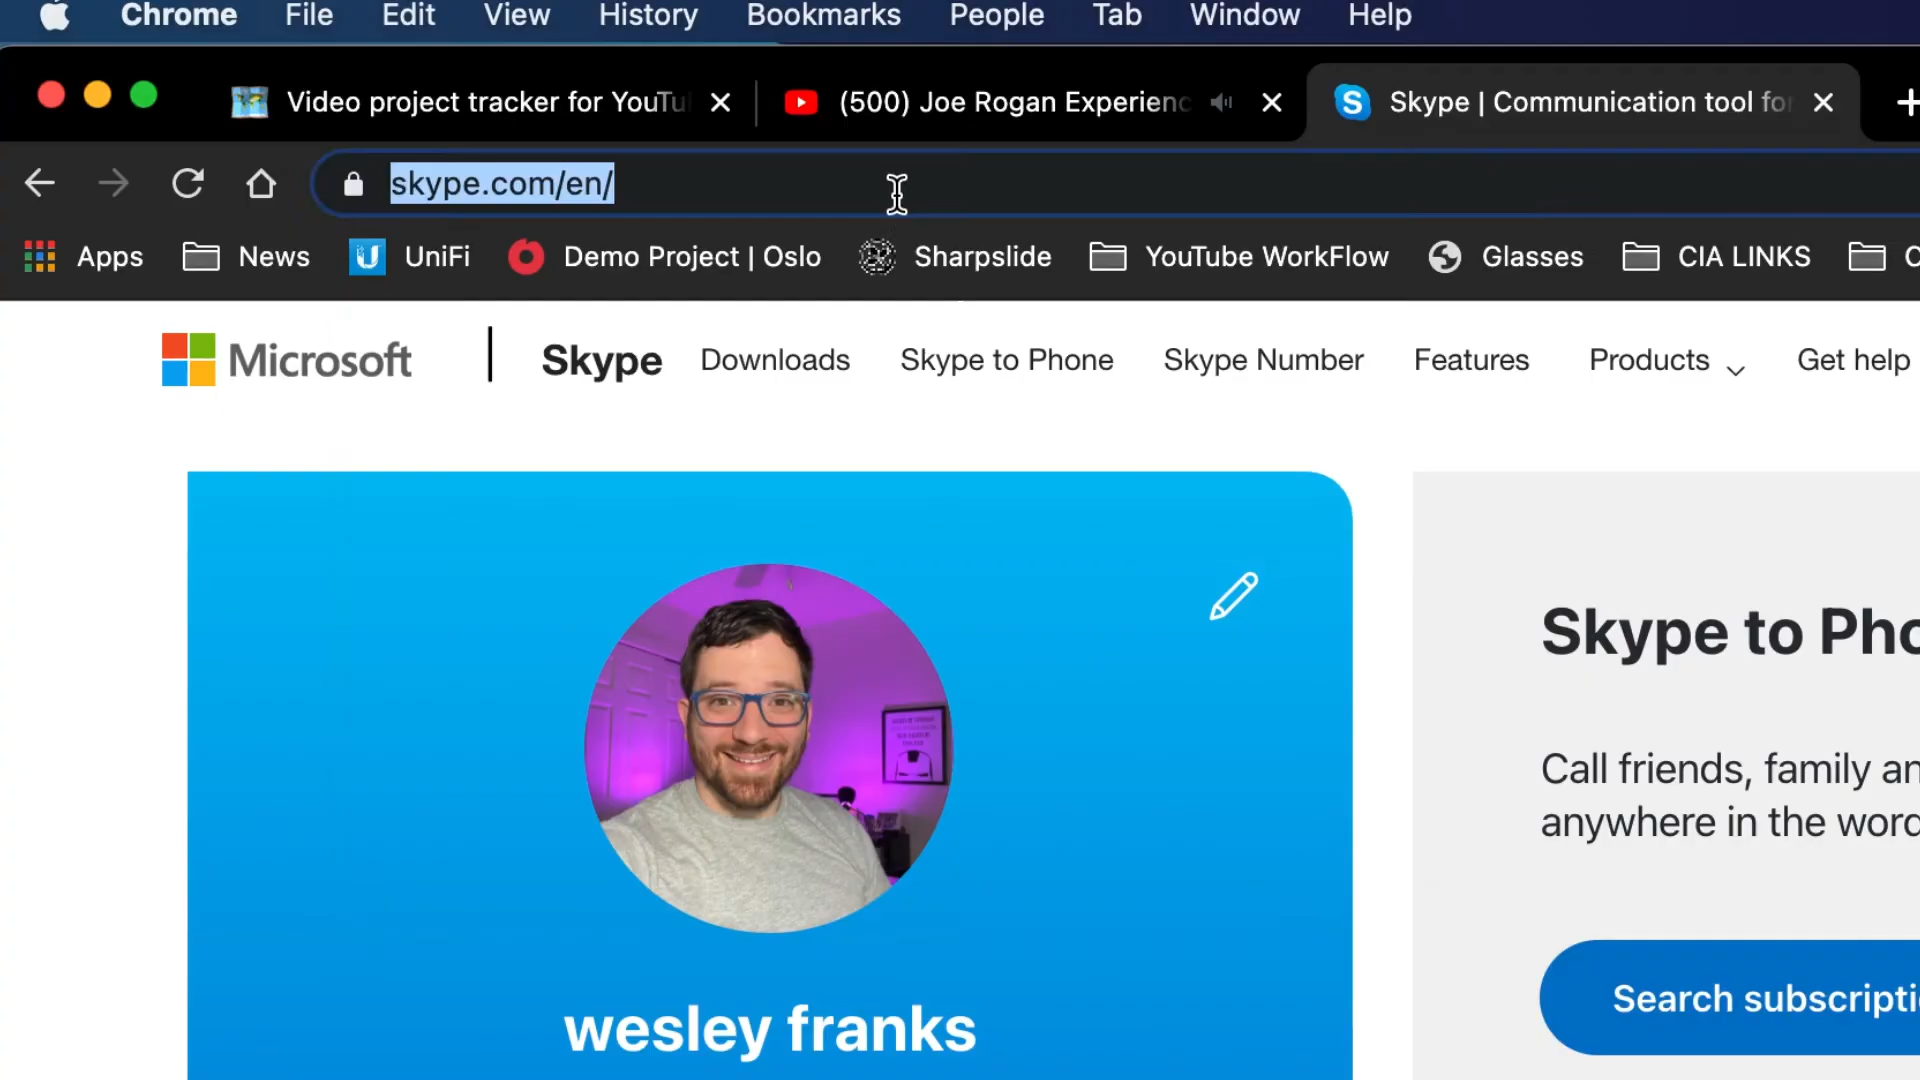 Chrome File Edit View History Bookmarks People Tab Window Help
Video project tracker for YouTu (500) Joe Rogan Experienc Skype | Communication tool for
skype.com/en/
Apps News UniFi Demo Project | Oslo Sharpslide YouTube WorkFlow Glasses CIA LINKS
Microsoft Skype Downloads Skype to Phone Skype Number Features Products Get help
Skype to Pho
Call friends, family an
anywhere in the word
Search subscripti
wesley franks